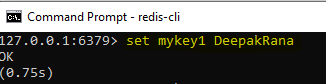 Command Prompt - redis-cli
127.0.0.1:6379> set mykey1 DeepakRana
OK
(0.75s)